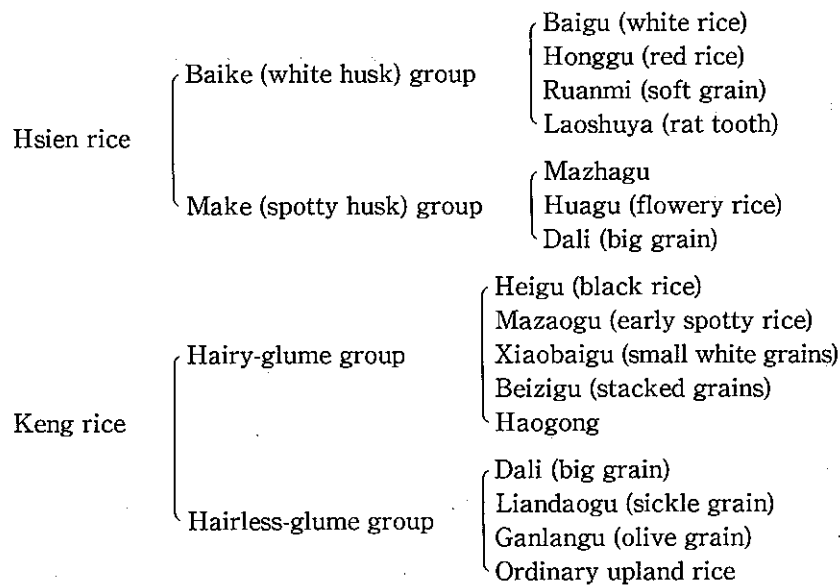 Hsien rice
Baike (white husk) group
Baigu (white rice)
Honggu (red rice)
Ruanmi (soft grain)
Laoshuya (rat tooth)
Make (spotty husk) group
Mazhagu
Huagu (flowery rice)
Dali (big grain)
Keng rice
Hairy-glume group
Heigu (black rice)
Mazaogu (early spotty rice)
Xiaobaigu (small white grains)
Beizigu (stacked grains)
Haogong
Hairless-glume group
Dali (big grain)
Liandaogu (sickle grain)
Ganlangu (olive grain)
Ordinary upland rice